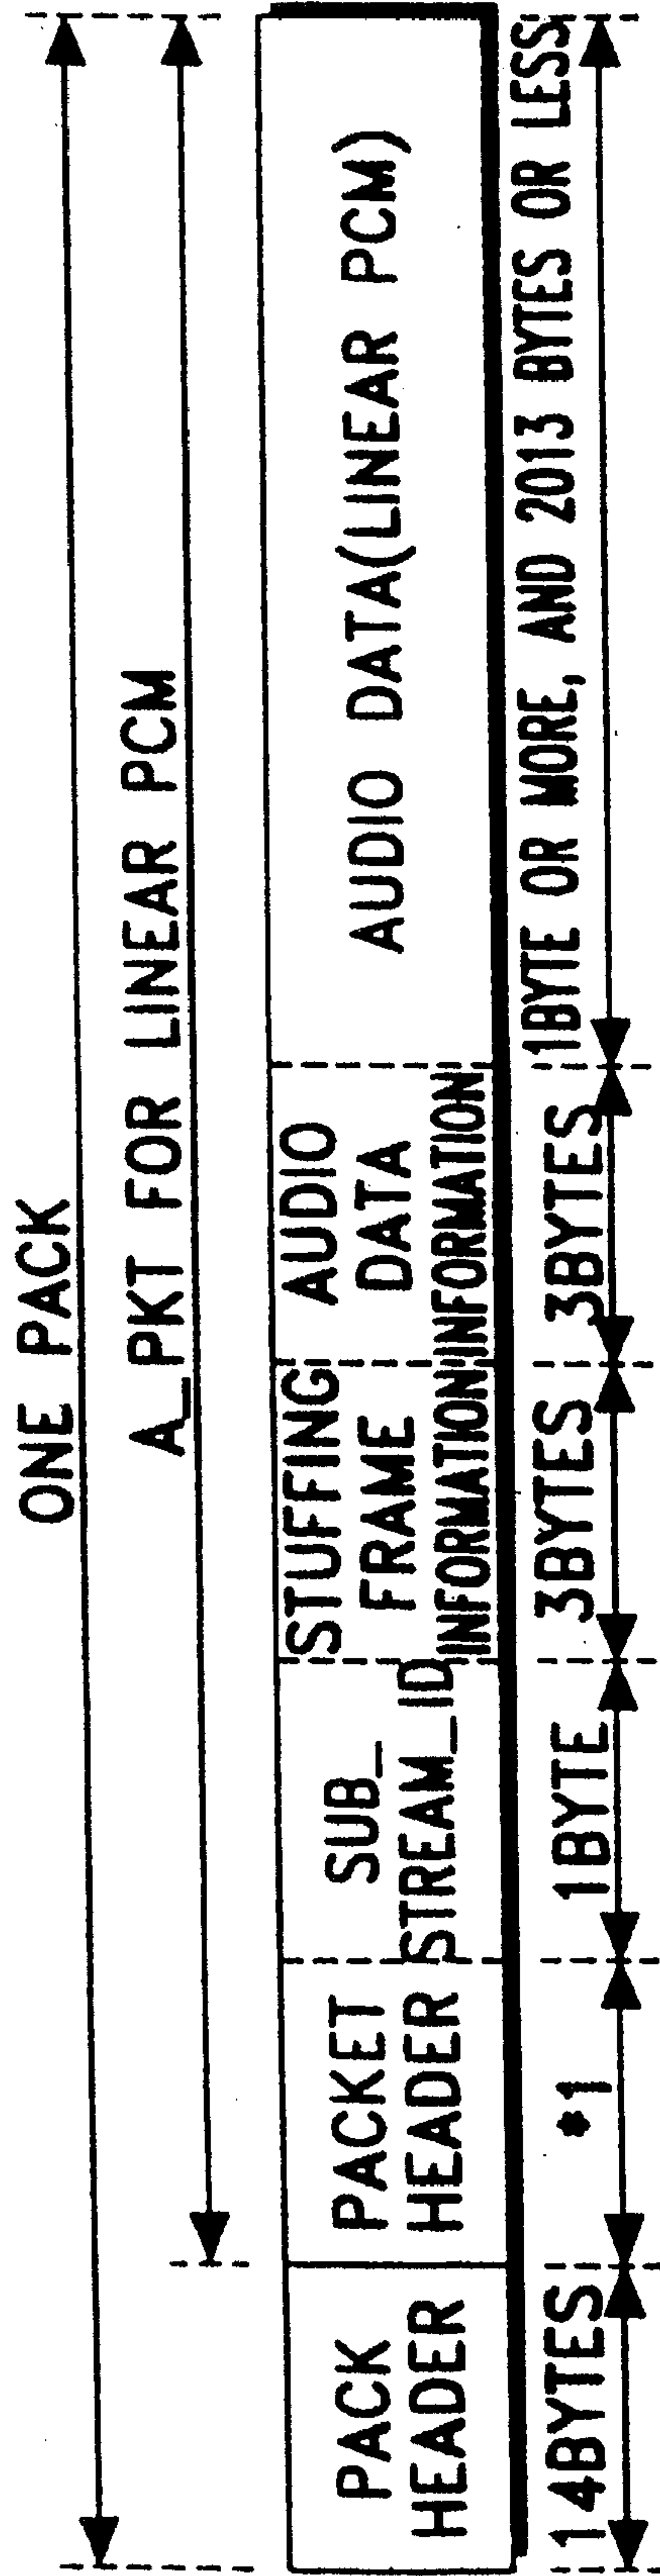 ONE PACK
A_PKT FOR LINEAR PCM
PACK
HEADER
PACKET
HEADER
SUB_
STREAM_ID
STUFFING
FRAME
INFORMATION
AUDIO
DATA
INFORMATION
AUDIO DATA(LINEAR PCM)
14BYTES
*1
1BYTE
3BYTES
3BYTES
1BYTE OR MORE, AND 2013 BYTES OR LESS